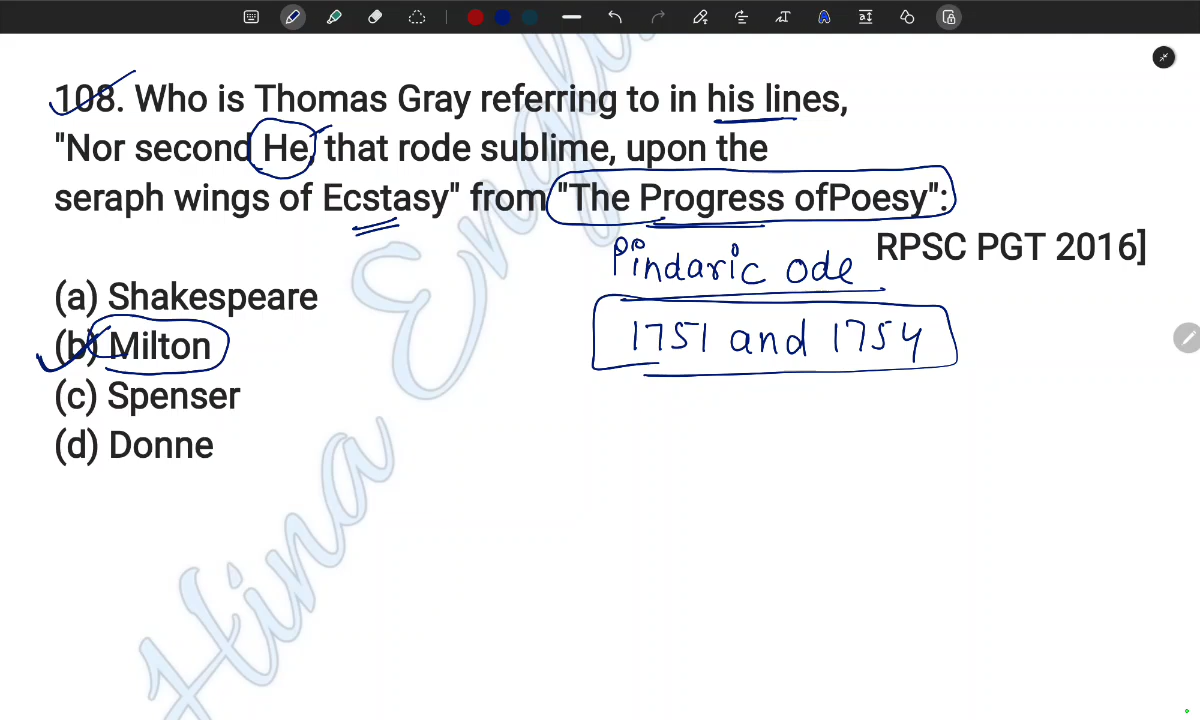 108. Who is Thomas Gray referring to in his lines,
"Nor second He, that rode sublime, upon the
seraph wings of Ecstasy" from "The Progress ofPoesy":
RPSC PGT 2016]
Pindaric ode
(a) Shakespeare
(b) Milton
1751 and 1754
(c) Spenser
(d) Donne
Hina English